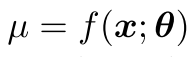 μ = f(𝒙; 𝜽)